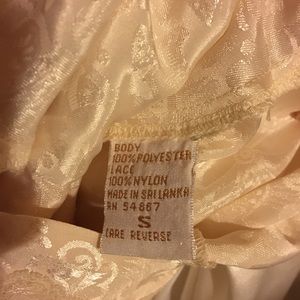 BODY
100% POLYESTER
LACE
100% NYLON
MADE IN SRI LANKA
RN 54867
S
CARE REVERSE